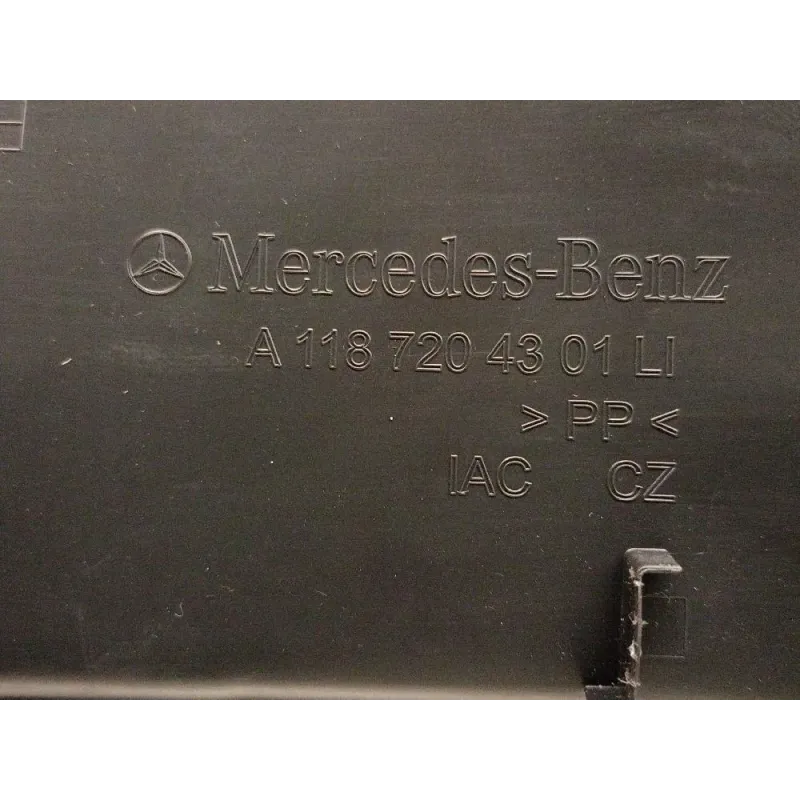 Mercedes-Benz
A 118 720 43 01 LI
> PP <
IAC CZ